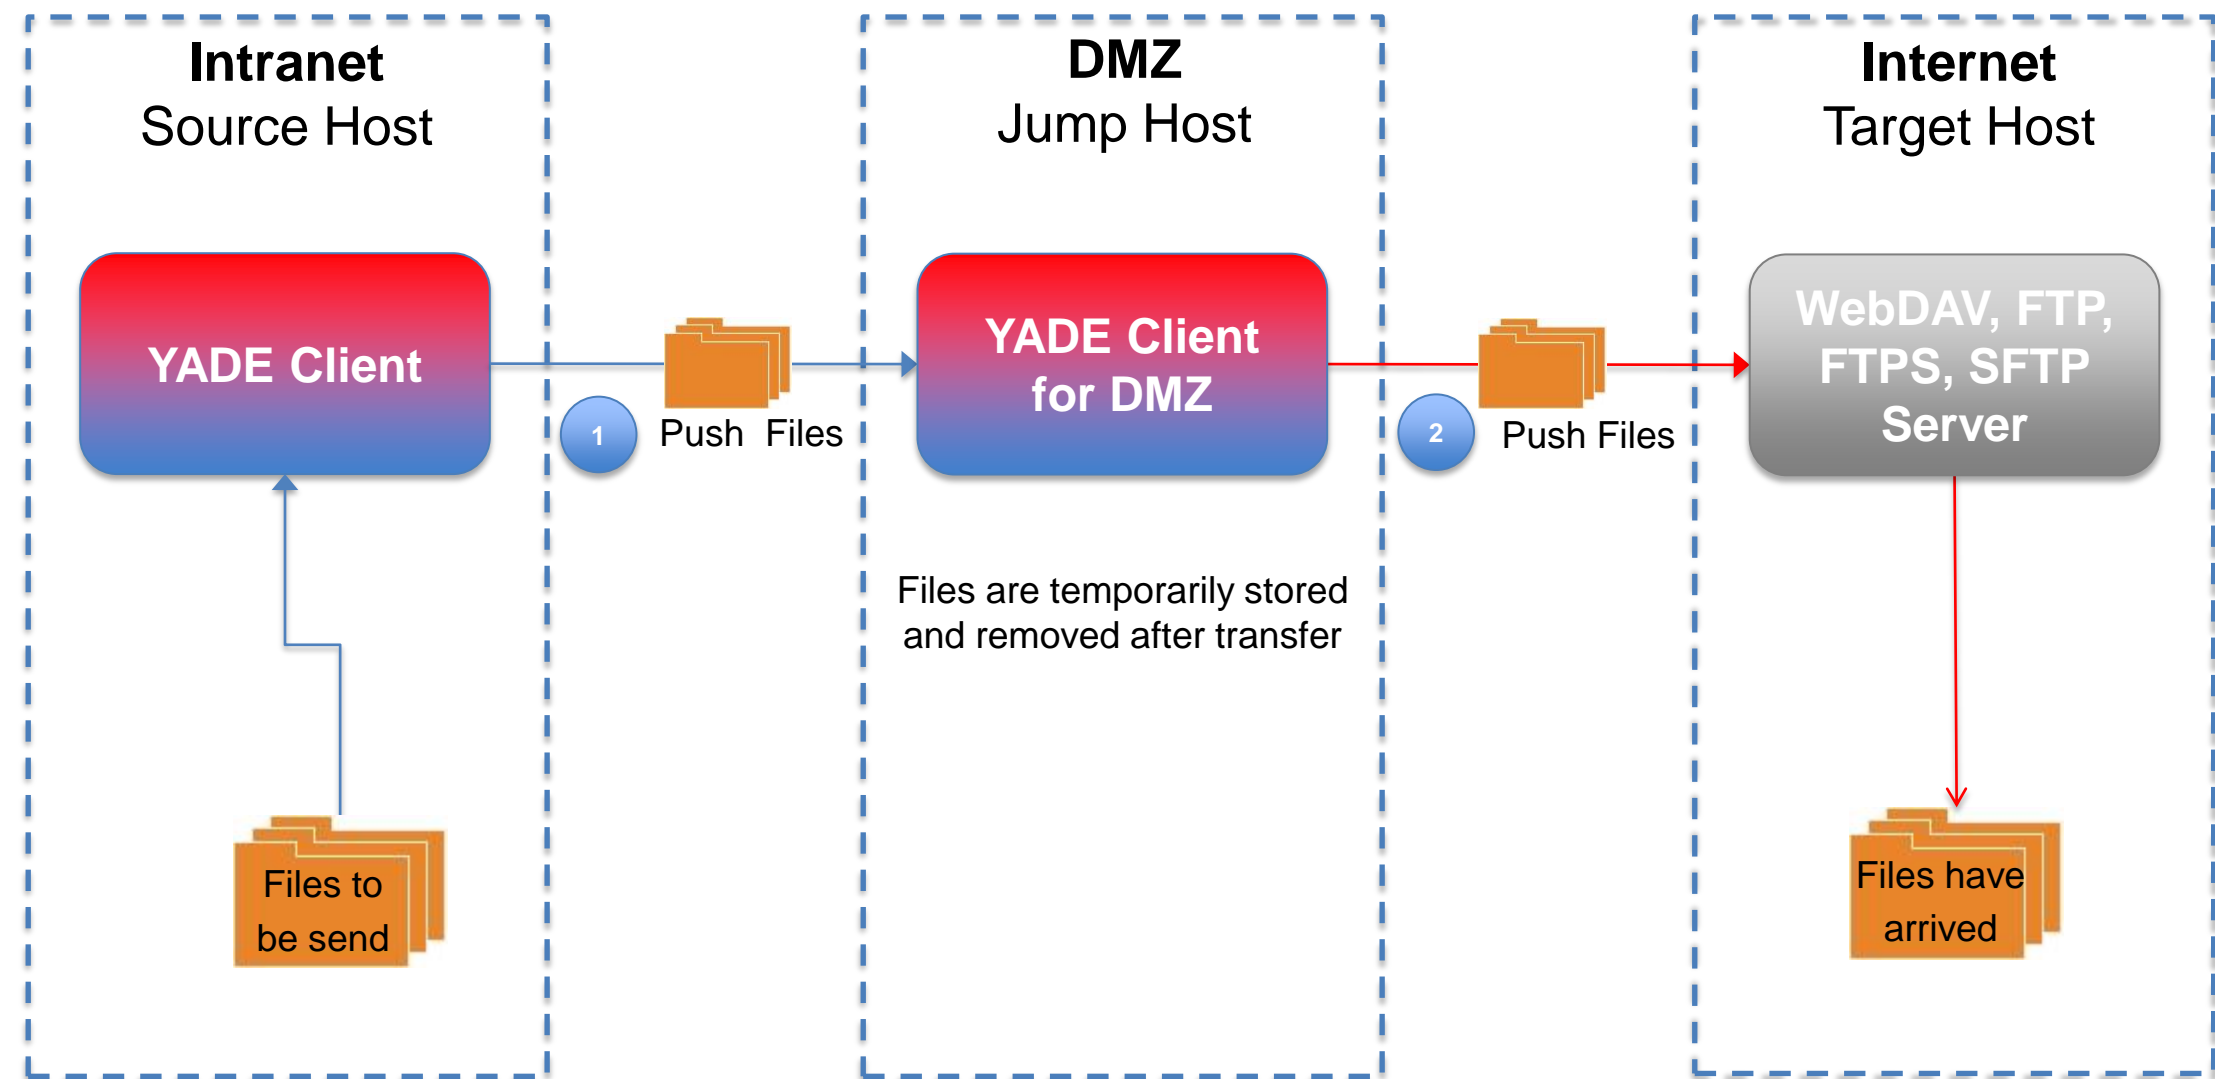 Intranet
Source Host
DMZ
Jump Host
Internet
Target Host
YADE Client
1
Push  Files
YADE Client
for DMZ
2
Push Files
WebDAV, FTP,
FTPS, SFTP
Server
Files are temporarily stored
and removed after transfer
Files to
be send
Files have
arrived